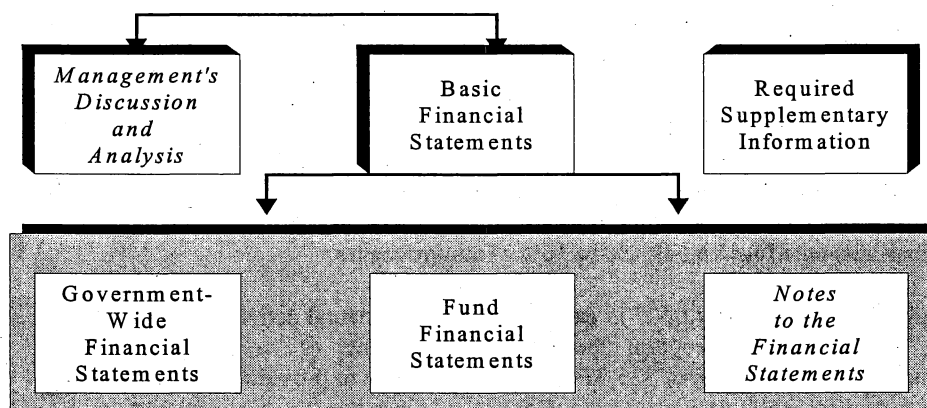 Management's
Discussion
and
Analysis
Basic
Financial
Statements
Required
Supplementary
Information
Government-
Wide
Financial
Statements
Fund
Financial
Statements
Notes
to the
Financial
Statements